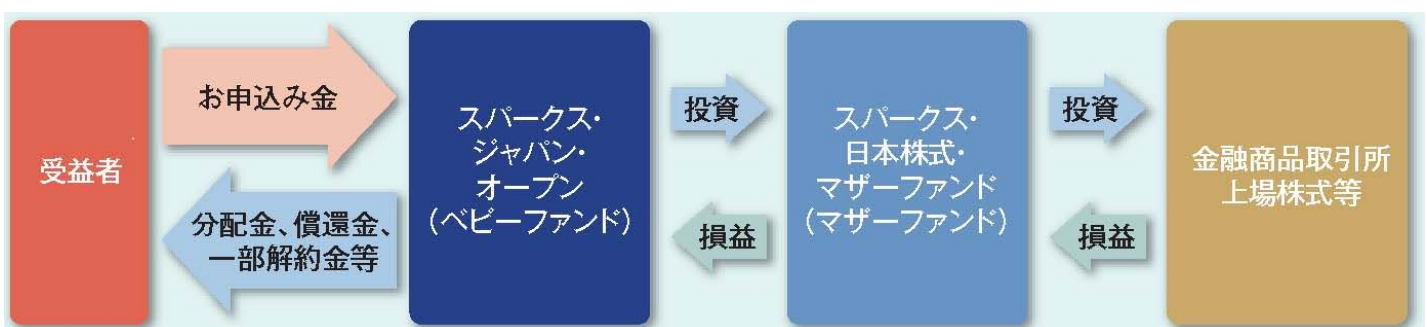 受益者
お申込み金
分配金、償還金、
一部解約金等
スパークス・
ジャパン・
オープン
（ベビーファンド）
投資
損益
スパークス・
日本株式・
マザーファンド
（マザーファンド）
投資
損益
金融商品取引所
上場株式等